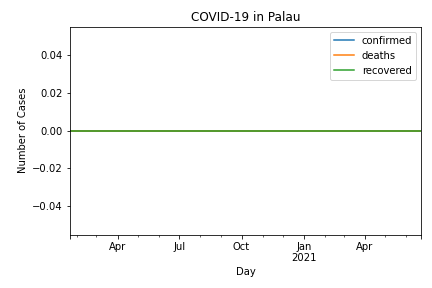 COVID-19 in Palau
confirmed
deaths
recovered
Number of Cases
0.04
0.02
0.00
−0.02
−0.04
Apr Jul Oct Jan Apr
2021
Day